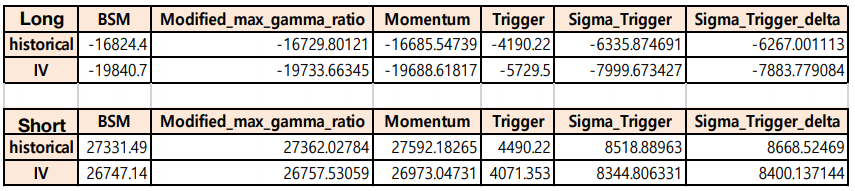 Long BSM Modified_max_gamma_ratio Momentum Trigger Sigma_Trigger Sigma_Trigger_delta
historical -16824.4 -16729.80121 -16685.54739 -4190.22 -6335.874691 -6267.001113
IV -19840.7 -19733.66345 -19688.61817 -5729.5 -7999.673427 -7883.779084
Short BSM Modified_max_gamma_ratio Momentum Trigger Sigma_Trigger Sigma_Trigger_delta
historical 27331.49 27362.02784 27592.18265 4490.22 8518.88963 8668.52469
IV 26747.14 26757.53059 26973.04731 4071.353 8344.806331 8400.137144